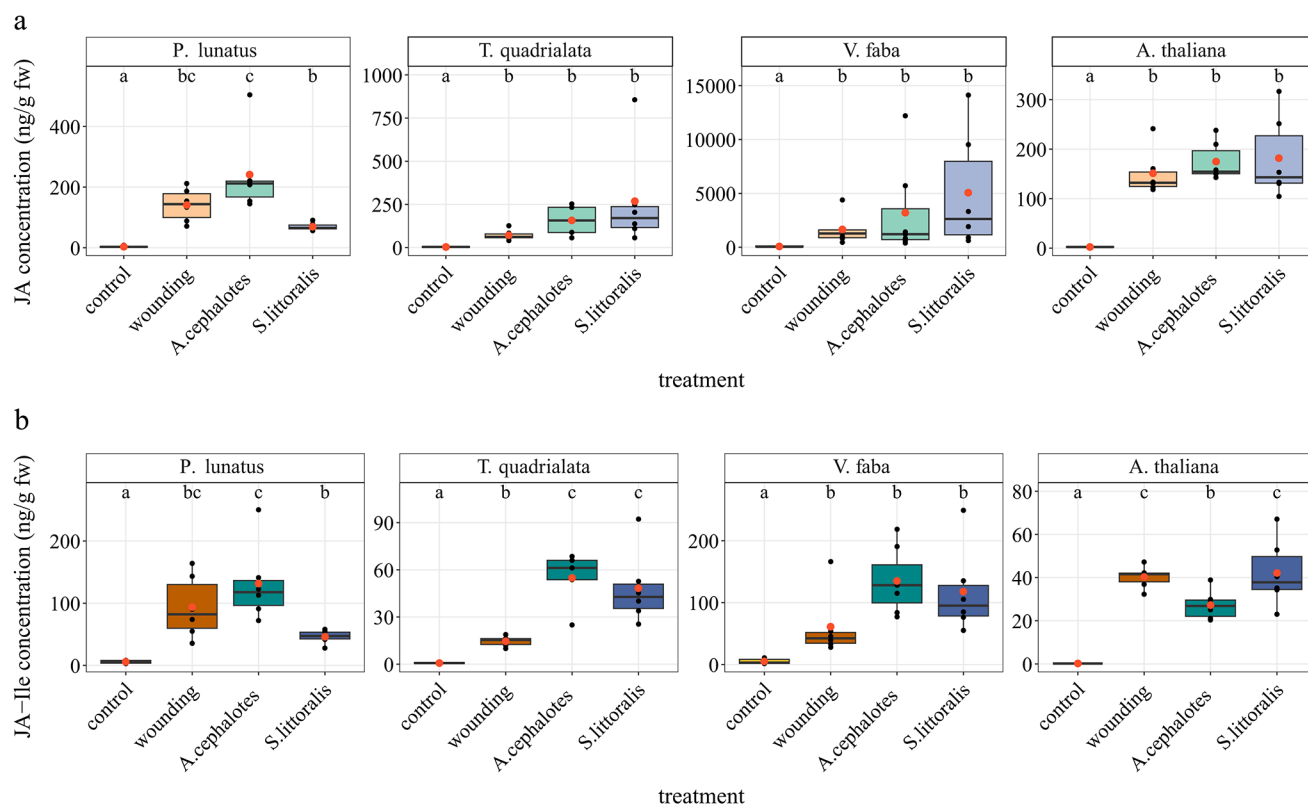 a
P. lunatus
T. quadrialata
V. faba
A. thaliana
JA concentration (ng/g fw)
a bc c b
a b b b
a b b b
a b b b
400
200
0
1000
750
500
250
0
15000
10000
5000
0
300
200
100
0
control
wounding
A.cephalotes
S.littoralis
control
wounding
A.cephalotes
S.littoralis
control
wounding
A.cephalotes
S.littoralis
control
wounding
A.cephalotes
S.littoralis
treatment
b
P. lunatus
T. quadrialata
V. faba
A. thaliana
JA−Ile concentration (ng/g fw)
a bc c b
a b c c
a b b b
a c b c
200
100
0
90
60
30
0
200
100
0
80
60
40
20
0
control
wounding
A.cephalotes
S.littoralis
control
wounding
A.cephalotes
S.littoralis
control
wounding
A.cephalotes
S.littoralis
control
wounding
A.cephalotes
S.littoralis
treatment